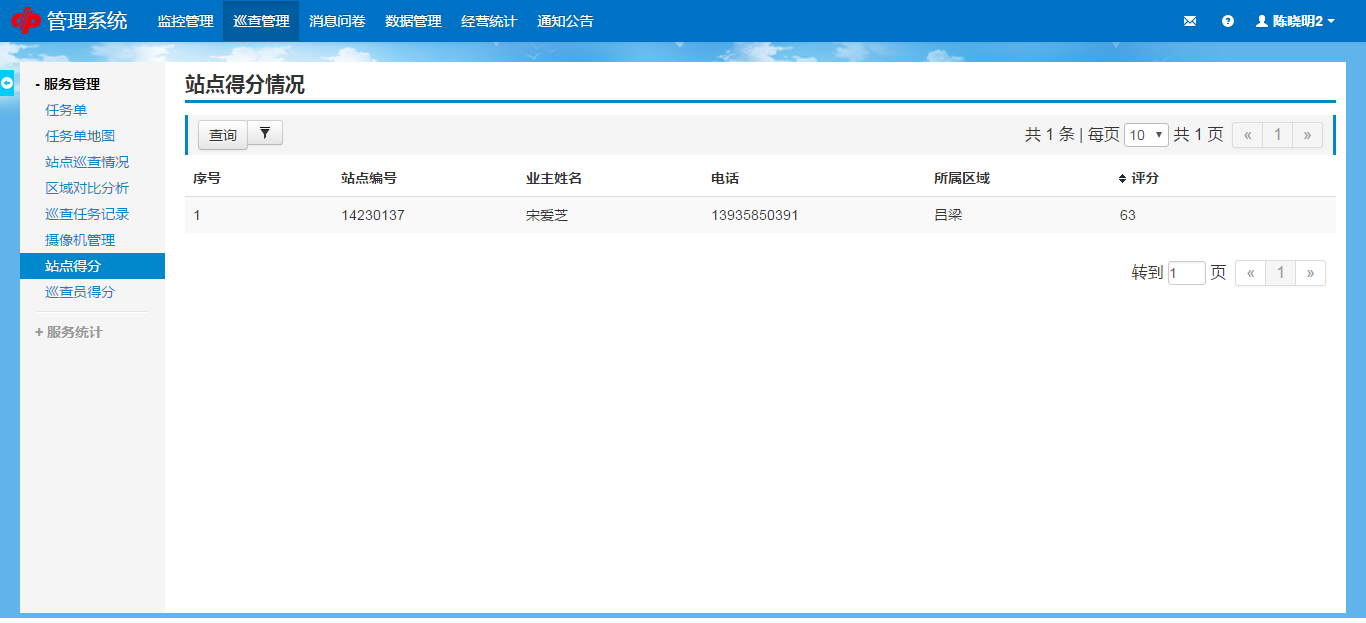 管理系统 监控管理 巡查管理 消息问卷 数据管理 经营统计 通知公告 陈晓明2
- 服务管理
任务单
任务单地图
站点巡查情况
区域对比分析
巡查任务记录
摄像机管理
站点得分
巡查员得分
+ 服务统计
站点得分情况
查询 共 1 条 | 每页 10 共 1 页 « 1 »
序号 站点编号 业主姓名 电话 所属区域 评分
1 14230137 宋爱芝 13935850391 吕梁 63
转到 1 页 « 1 »